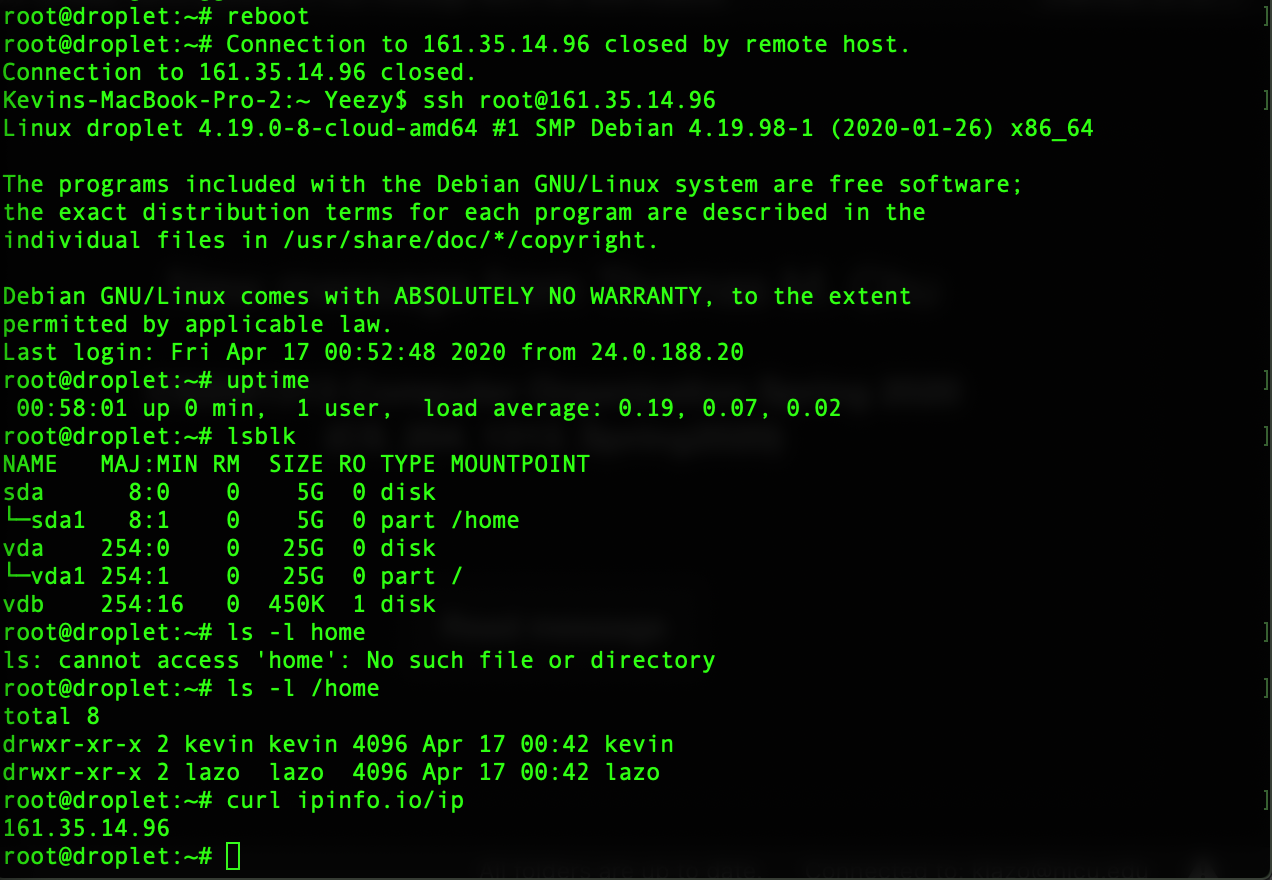 root@droplet:~# reboot
root@droplet:~# Connection to 161.35.14.96 closed by remote host.
Connection to 161.35.14.96 closed.
Kevins-MacBook-Pro-2:~ Yeezy$ ssh root@161.35.14.96
Linux droplet 4.19.0-8-cloud-amd64 #1 SMP Debian 4.19.98-1 (2020-01-26) x86_64

The programs included with the Debian GNU/Linux system are free software;
the exact distribution terms for each program are described in the
individual files in /usr/share/doc/*/copyright.

Debian GNU/Linux comes with ABSOLUTELY NO WARRANTY, to the extent
permitted by applicable law.
Last login: Fri Apr 17 00:52:48 2020 from 24.0.188.20
root@droplet:~# uptime
 00:58:01 up 0 min,  1 user,  load average: 0.19, 0.07, 0.02
root@droplet:~# lsblk
NAME   MAJ:MIN RM  SIZE RO TYPE MOUNTPOINT
sda      8:0    0    5G  0 disk
└─sda1   8:1    0    5G  0 part /home
vda    254:0    0   25G  0 disk
└─vda1 254:1    0   25G  0 part /
vdb    254:16   0  450K  1 disk
root@droplet:~# ls -l home
ls: cannot access 'home': No such file or directory
root@droplet:~# ls -l /home
total 8
drwxr-xr-x 2 kevin kevin 4096 Apr 17 00:42 kevin
drwxr-xr-x 2 lazo  lazo  4096 Apr 17 00:42 lazo
root@droplet:~# curl ipinfo.io/ip
161.35.14.96
root@droplet:~#